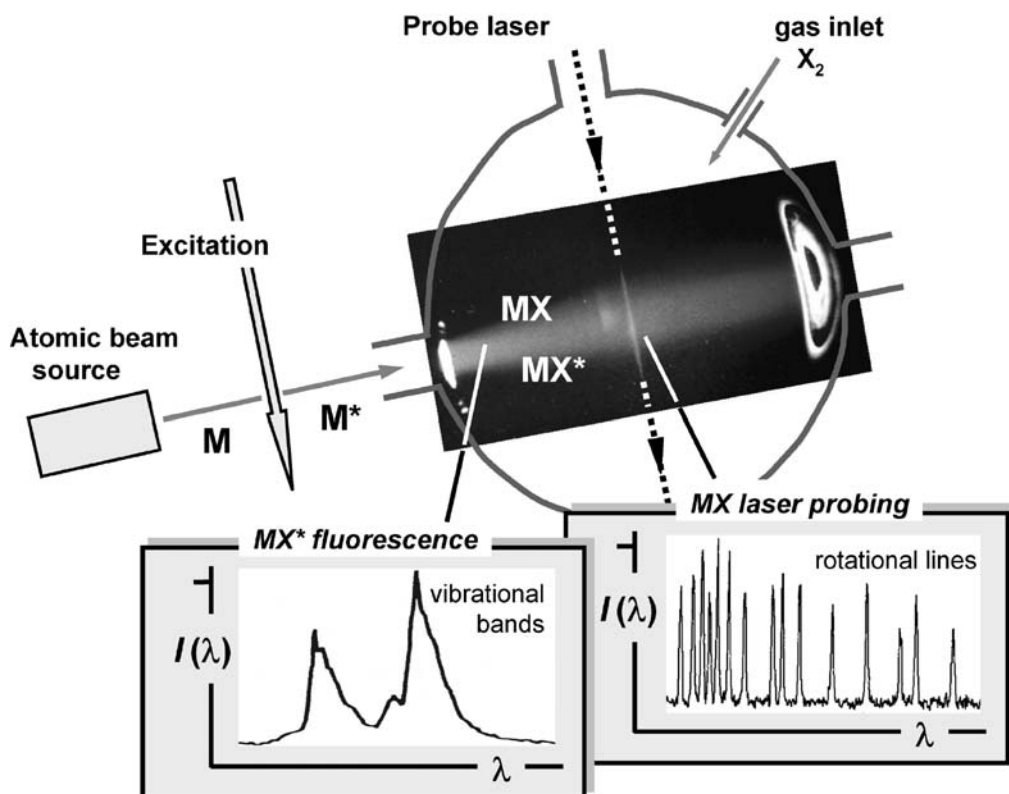 Probe laser
gas inlet
X₂
Excitation
Atomic beam
source
M
M*
MX
MX*
MX* fluorescence
vibrational
bands
I(λ)
λ
MX laser probing
rotational lines
I(λ)
λ